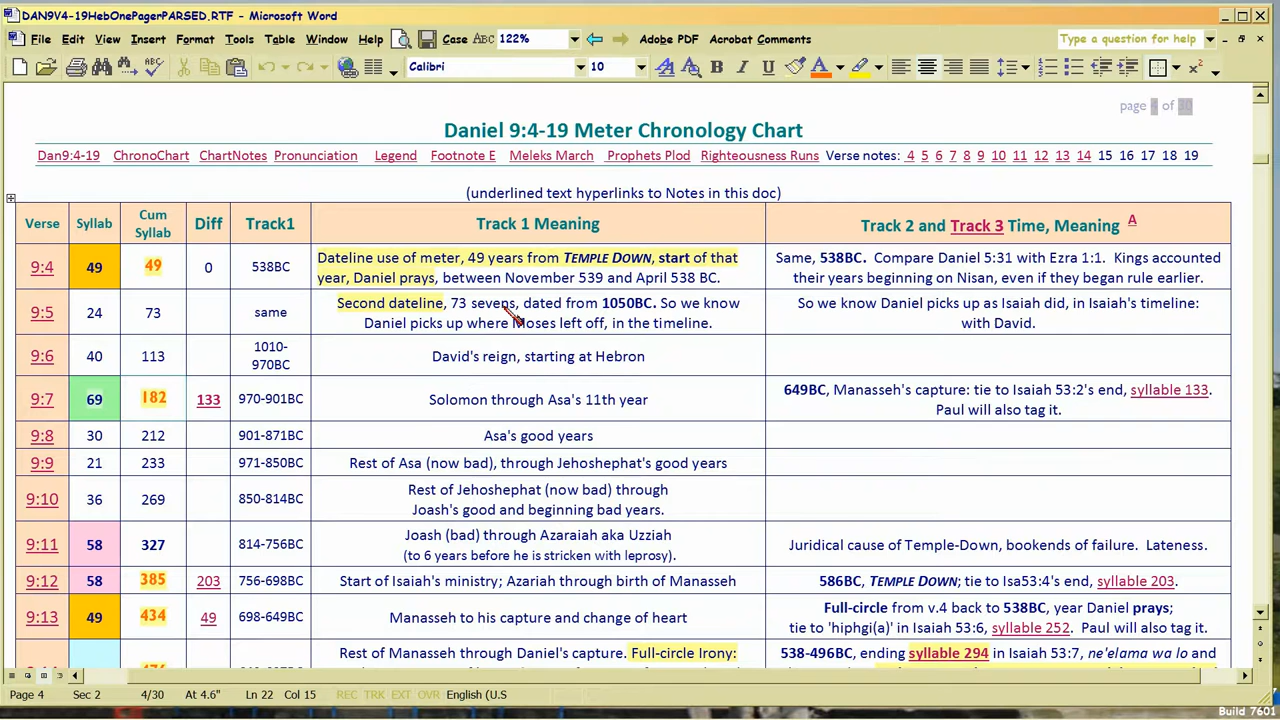 DAN9V4-19HebOnePagerPARSED.RTF - Microsoft Word
File Edit View Insert Format Tools Table Window Help Case ABC 122% Adobe PDF Acrobat Comments Type a question for help
Calibri 10 B I U A x²
page 4 of 30
Daniel 9:4-19 Meter Chronology Chart
Dan9:4-19 ChronoChart ChartNotes Pronunciation Legend Footnote E Meleks March Prophets Plod Righteousness Runs Verse notes: 4 5 6 7 8 9 10 11 12 13 14 15 16 17 18 19
(underlined text hyperlinks to Notes in this doc)
Verse Syllab Cum Syllab Diff Track1 Track 1 Meaning Track 2 and Track 3 Time, Meaning A
9:4 49 49 0 538BC Dateline use of meter, 49 years from TEMPLE DOWN, start of that year, Daniel prays, between November 539 and April 538 BC. Same, 538BC. Compare Daniel 5:31 with Ezra 1:1. Kings accounted their years beginning on Nisan, even if they began rule earlier.
9:5 24 73 same Second dateline, 73 sevens, dated from 1050BC. So we know Daniel picks up where Moses left off, in the timeline. So we know Daniel picks up as Isaiah did, in Isaiah's timeline: with David.
9:6 40 113 1010-970BC David's reign, starting at Hebron
9:7 69 182 133 970-901BC Solomon through Asa's 11th year 649BC, Manasseh's capture: tie to Isaiah 53:2's end, syllable 133. Paul will also tag it.
9:8 30 212 901-871BC Asa's good years
9:9 21 233 971-850BC Rest of Asa (now bad), through Jehoshephat's good years
9:10 36 269 850-814BC Rest of Jehoshephat (now bad) through Joash's good and beginning bad years.
9:11 58 327 814-756BC Joash (bad) through Azaraiah aka Uzziah (to 6 years before he is stricken with leprosy). Juridical cause of Temple-Down, bookends of failure. Lateness.
9:12 58 385 203 756-698BC Start of Isaiah's ministry; Azariah through birth of Manasseh 586BC, TEMPLE DOWN; tie to Isa53:4's end, syllable 203.
9:13 49 434 49 698-649BC Manasseh to his capture and change of heart Full-circle from v.4 back to 538BC, year Daniel prays; tie to 'hiphgi(a)' in Isaiah 53:6, syllable 252. Paul will also tag it.
Rest of Manasseh through Daniel's capture. Full-circle Irony: 538-496BC, ending syllable 294 in Isaiah 53:7, ne'elama wa lo and
Page 4 Sec 2 4/30 At 4.6" Ln 22 Col 15 REC TRK EXT OVR English (U.S
Build 7601